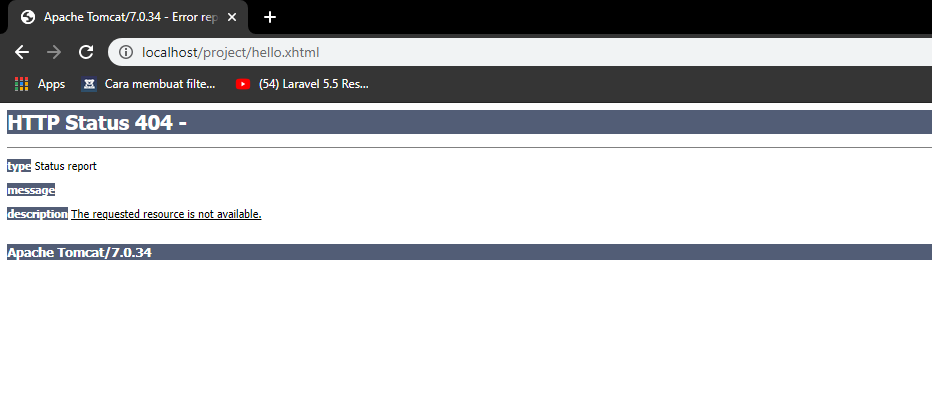 Apache Tomcat/7.0.34 - Error rep
localhost/project/hello.xhtml
Apps Cara membuat filte... (54) Laravel 5.5 Res...
HTTP Status 404 -
type Status report
message
description The requested resource is not available.
Apache Tomcat/7.0.34